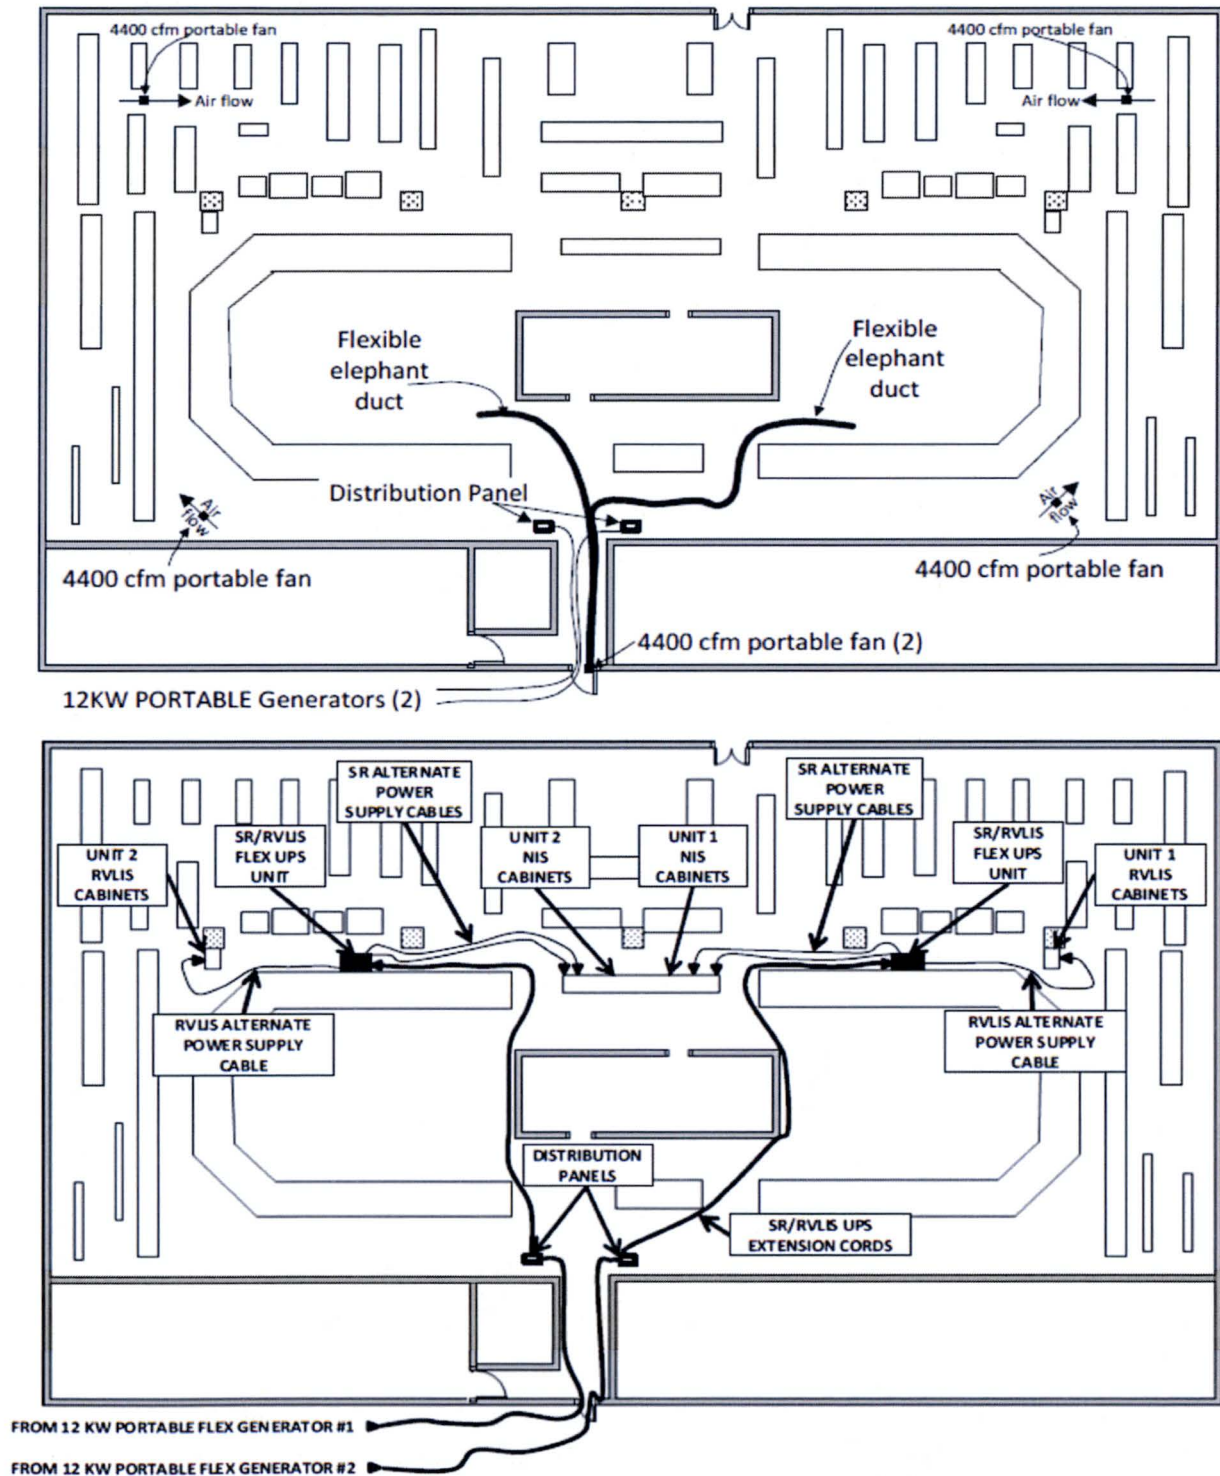 4400 cfm portable fan
4400 cfm portable fan
Air flow
Air flow
Flexible
elephant
duct
Flexible
elephant
duct
Distribution Panel
Air
flow
Air
flow
4400 cfm portable fan
4400 cfm portable fan
4400 cfm portable fan (2)
12KW PORTABLE Generators (2)
SR ALTERNATE
POWER
SUPPLY CABLES
SR ALTERNATE
POWER
SUPPLY CABLES
UNIT 2
RVLIS
CABINETS
SR/RVLIS
FLEX UPS
UNIT
UNIT 2
NIS
CABINETS
UNIT 1
NIS
CABINETS
SR/RVLIS
FLEX UPS
UNIT
UNIT 1
RVLIS
CABINETS
RVLIS ALTERNATE
POWER SUPPLY
CABLE
RVLIS ALTERNATE
POWER SUPPLY
CABLE
DISTRIBUTION
PANELS
SR/RVLIS UPS
EXTENSION CORDS
FROM 12 KW PORTABLE FLEX GENERATOR #1
FROM 12 KW PORTABLE FLEX GENERATOR #2